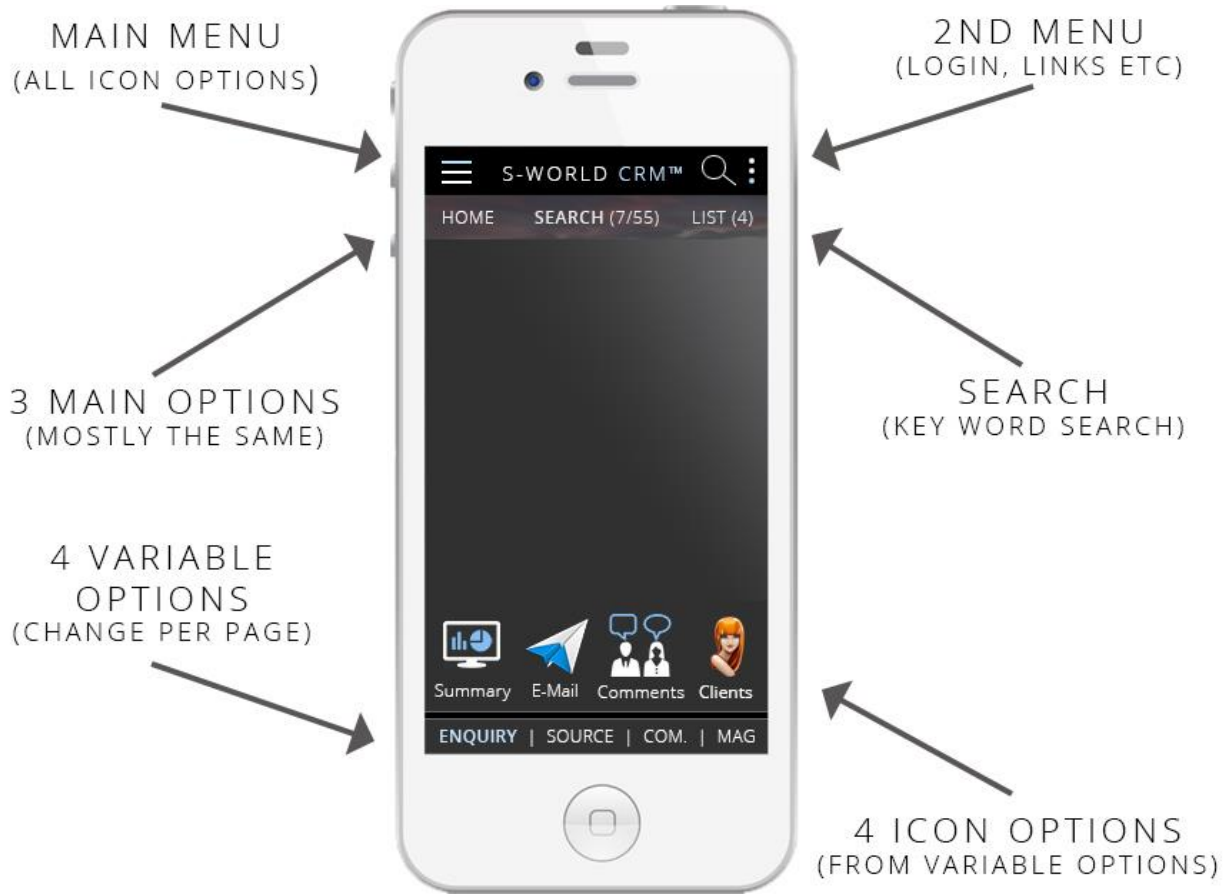 MAIN MENU
(ALL ICON OPTIONS)
2ND MENU
(LOGIN, LINKS ETC)
S-WORLD CRM™
HOME SEARCH (7/55) LIST (4)
3 MAIN OPTIONS
(MOSTLY THE SAME)
SEARCH
(KEY WORD SEARCH)
4 VARIABLE
OPTIONS
(CHANGE PER PAGE)
Summary E-Mail Comments Clients
ENQUIRY | SOURCE | COM. | MAG
4 ICON OPTIONS
(FROM VARIABLE OPTIONS)